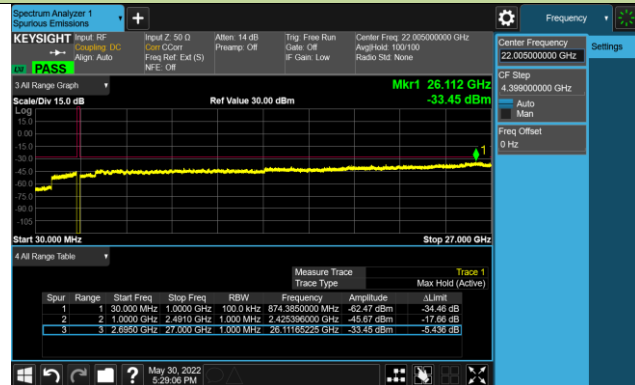 Spectrum Analyzer 1
Spurious Emissions
Frequency
KEYSIGHT Input: RF Input Z: 50 Ω Atten: 14 dB Trig: Free Run Center Freq: 22.005000000 GHz
Coupling: DC Corr CCorr Preamp: Off Gate: Off Avg|Hold: 100/100
Align: Auto Freq Ref: Ext (S) IF Gain: Low Radio Std: None
NFE: Off
PASS
Center Frequency
22.005000000 GHz
Settings
CF Step
4.399000000 GHz
Auto
Man
Freq Offset
0 Hz
3 All Range Graph
Mkr1 26.112 GHz
Scale/Div 15.0 dB Ref Value 30.00 dBm -33.45 dBm
Log
15.0
0.00
-15.0
-30.0
-45.0
-60.0
-75.0
-90.0
-105
1
Start 30.000 MHz Stop 27.000 GHz
4 All Range Table
Measure Trace Trace 1
Trace Type Max Hold (Active)
Spur Range Start Freq Stop Freq RBW Frequency Amplitude ΔLimit
1 1 30.000 MHz 1.0000 GHz 100.0 kHz 874.3850000 MHz -62.47 dBm -34.46 dB
2 2 1.0000 GHz 2.4910 GHz 1.000 MHz 2.425396000 GHz -45.67 dBm -17.66 dB
3 3 2.6950 GHz 27.000 GHz 1.000 MHz 26.11165225 GHz -33.45 dBm -5.436 dB
? May 30, 2022
5:29:06 PM